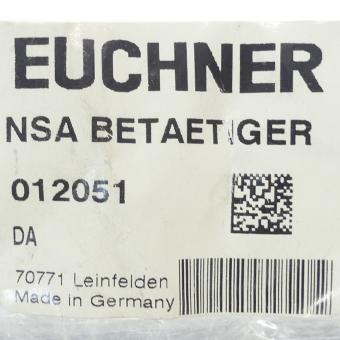 EUCHNER
NSA BETAETIGER
012051
DA
70771 Leinfelden
Made in Germany